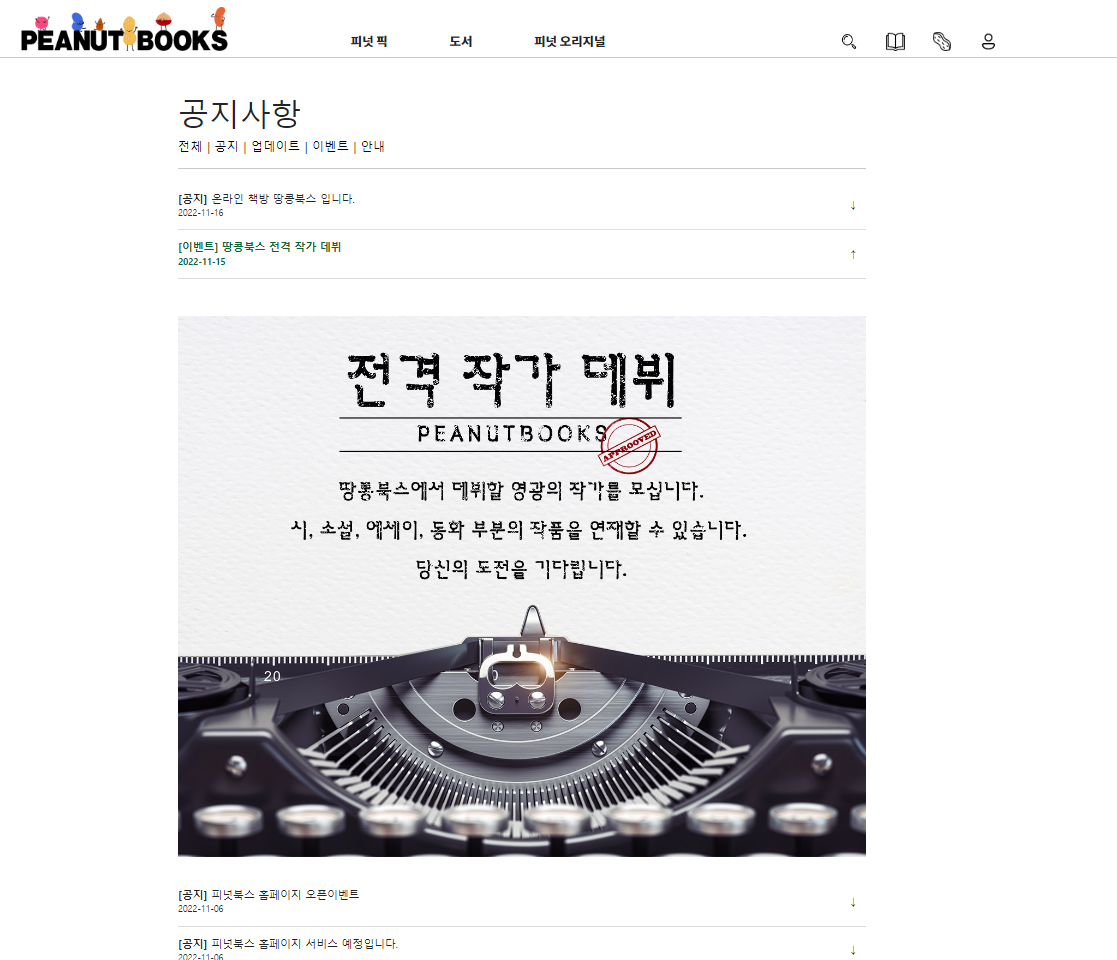 PEANUT BOOKS
피넛 픽 도서 피넛 오리지널
공지사항
전체 | 공지 | 업데이트 | 이벤트 | 안내
[공지] 온라인 책방 땅콩북스 입니다.
↓
2022-11-16
[이벤트] 땅콩북스 전격 작가 데뷔
↑
2022-11-15
전격 작가 데뷔
PEANUTBOOKS
APPROOVED
땅콩북스에서 데뷔할 영광의 작가를 모십니다.
시, 소설, 에세이, 동화 부분의 작품을 연재할 수 있습니다.
당신의 도전을 기다립니다.
20
0
[공지] 피넛북스 홈페이지 오픈이벤트
↓
2022-11-06
[공지] 피넛북스 홈페이지 서비스 예정입니다.
↓
2022-11-06